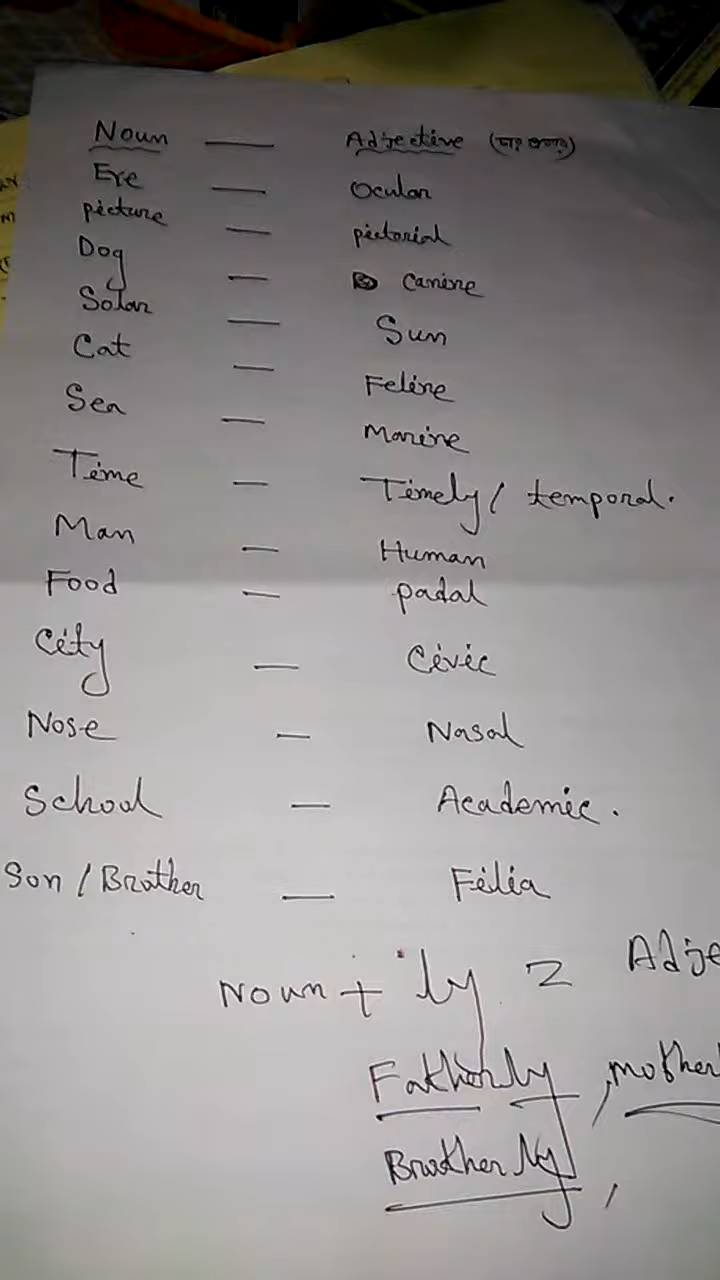 Noun — Adjective
Eye — Ocular
picture — pictorial
Dog — Canine
Solar — Sun
Cat — Feline
Sea — Marine
Time — Timely / temporal.
Man — Human
Food — padal
City — Civic
Nose — Nasal
School — Academic.
Son / Brother — Filia
Noun + ly = Adje
Fatherly, mother
Brotherly,